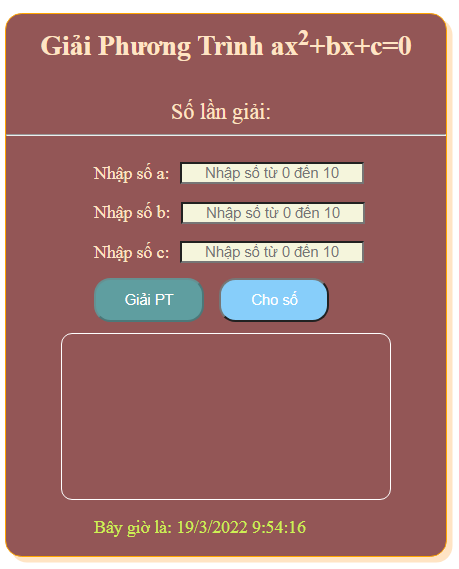 Giải Phương Trình ax²+bx+c=0
Số lần giải:
Nhập số a: Nhập số từ 0 đến 10
Nhập số b: Nhập số từ 0 đến 10
Nhập số c: Nhập số từ 0 đến 10
Giải PT Cho số
Bây giờ là: 19/3/2022 9:54:16